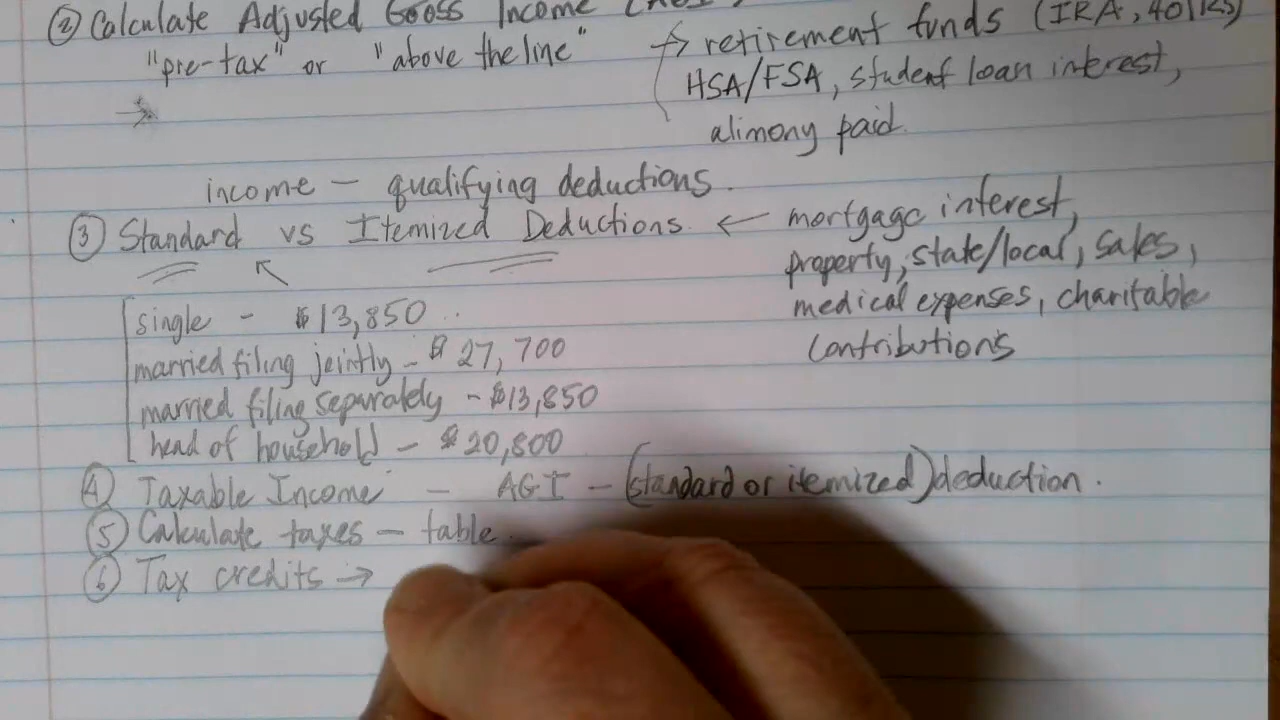 ② Calculate Adjusted Gross Income (AGI)
"pre-tax" or "above the line"
→ retirement funds (IRA, 401ks)
HSA/FSA, student loan interest,
alimony paid.
→
income - qualifying deductions.
③ Standard vs Itemized Deductions. ← mortgage interest,
property, state/local, sales,
medical expenses, charitable
contributions
single - $13,850
married filing jointly - $27,700
married filing separately - $13,850
head of household - $20,800
④ Taxable Income - AGI - (standard or itemized) deduction.
⑤ Calculate taxes - table.
⑥ Tax credits →